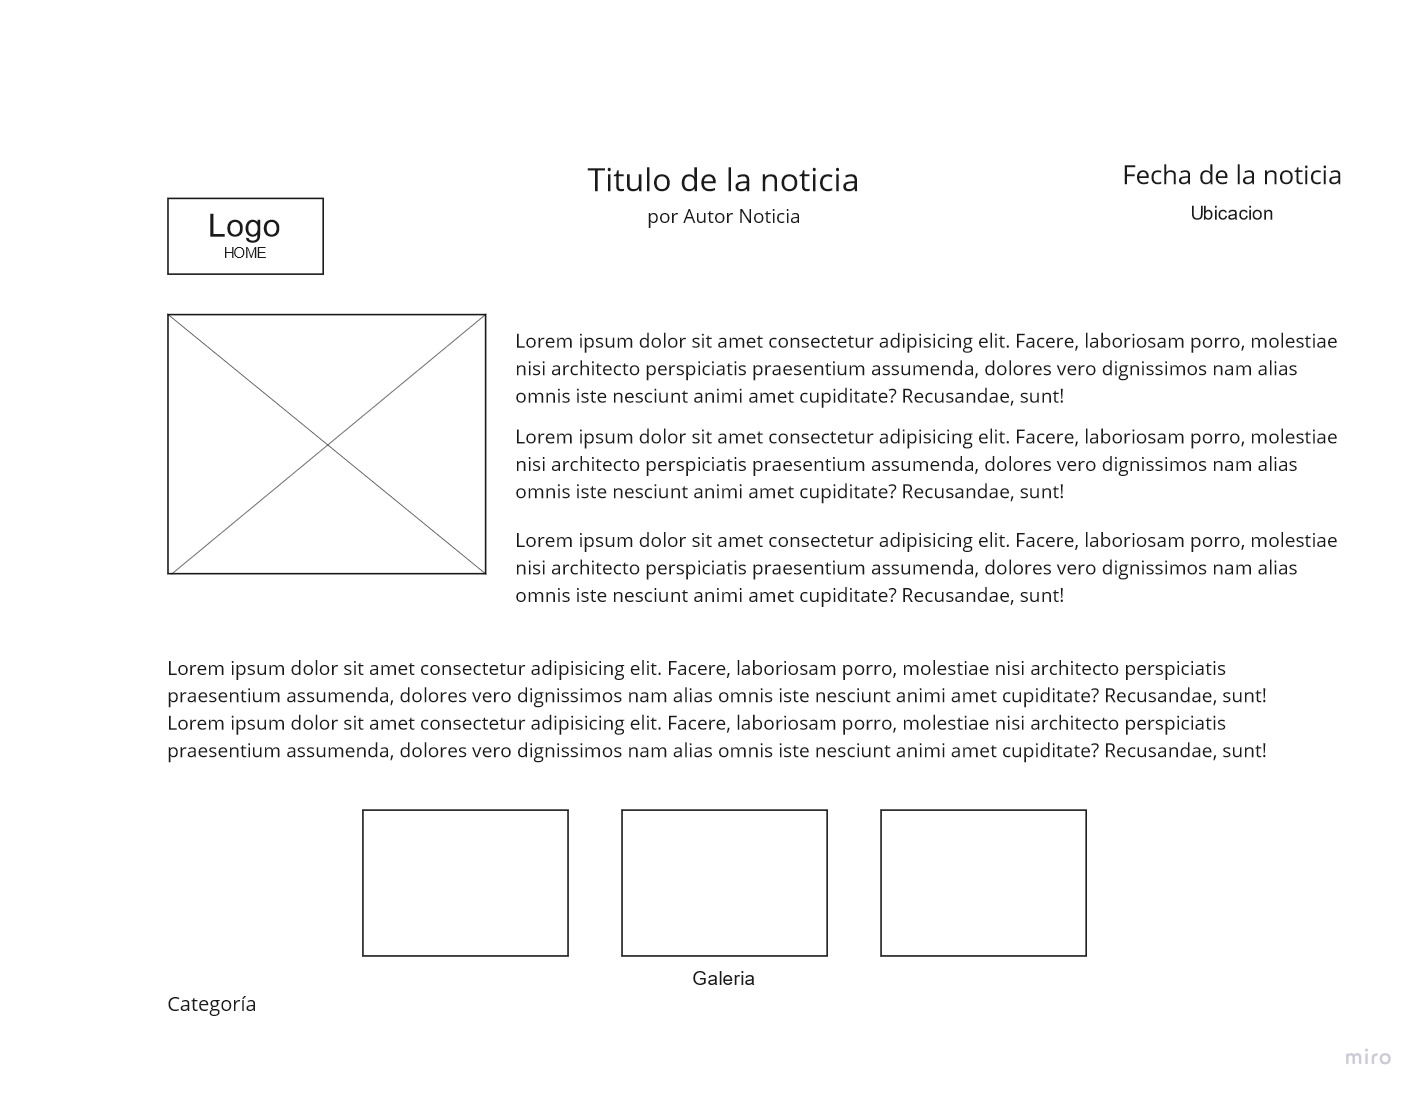 Titulo de la noticia
por Autor Noticia
Fecha de la noticia
Ubicacion
Logo
HOME
Lorem ipsum dolor sit amet consectetur adipisicing elit. Facere, laboriosam porro, molestiae
nisi architecto perspiciatis praesentium assumenda, dolores vero dignissimos nam alias
omnis iste nesciunt animi amet cupiditate? Recusandae, sunt!
Lorem ipsum dolor sit amet consectetur adipisicing elit. Facere, laboriosam porro, molestiae
nisi architecto perspiciatis praesentium assumenda, dolores vero dignissimos nam alias
omnis iste nesciunt animi amet cupiditate? Recusandae, sunt!
Lorem ipsum dolor sit amet consectetur adipisicing elit. Facere, laboriosam porro, molestiae
nisi architecto perspiciatis praesentium assumenda, dolores vero dignissimos nam alias
omnis iste nesciunt animi amet cupiditate? Recusandae, sunt!
Lorem ipsum dolor sit amet consectetur adipisicing elit. Facere, laboriosam porro, molestiae nisi architecto perspiciatis
praesentium assumenda, dolores vero dignissimos nam alias omnis iste nesciunt animi amet cupiditate? Recusandae, sunt!
Lorem ipsum dolor sit amet consectetur adipisicing elit. Facere, laboriosam porro, molestiae nisi architecto perspiciatis
praesentium assumenda, dolores vero dignissimos nam alias omnis iste nesciunt animi amet cupiditate? Recusandae, sunt!
Galeria
Categoría
miro